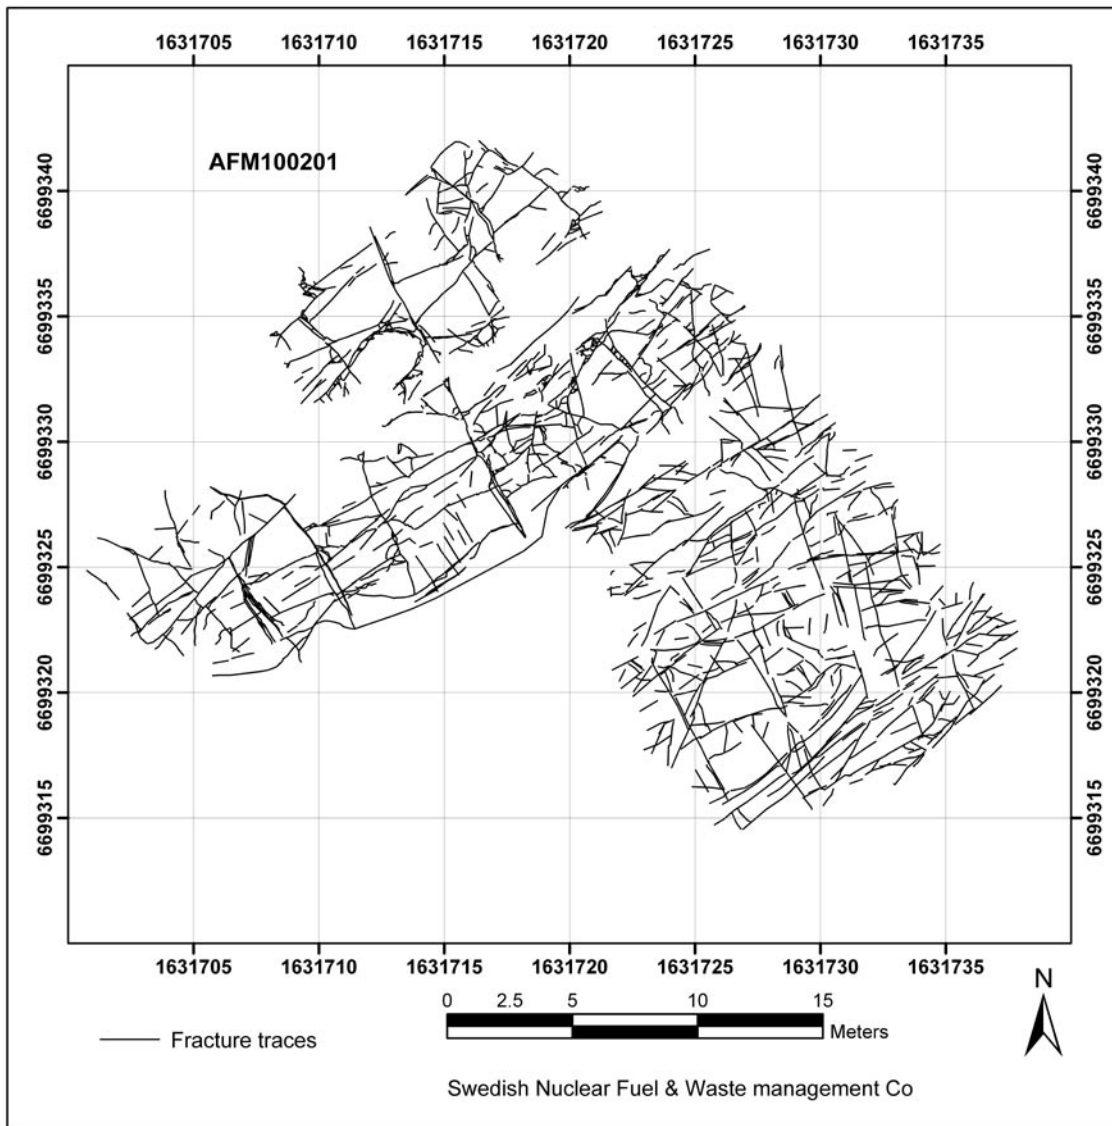 1631705 1631710 1631715 1631720 1631725 1631730 1631735
AFM100201
6699340 6699340
6699335 6699335
6699330 6699330
6699325 6699325
6699320 6699320
6699315 6699315
1631705 1631710 1631715 1631720 1631725 1631730 1631735
N
0 2.5 5 10 15
Meters
Fracture traces
Swedish Nuclear Fuel & Waste management Co